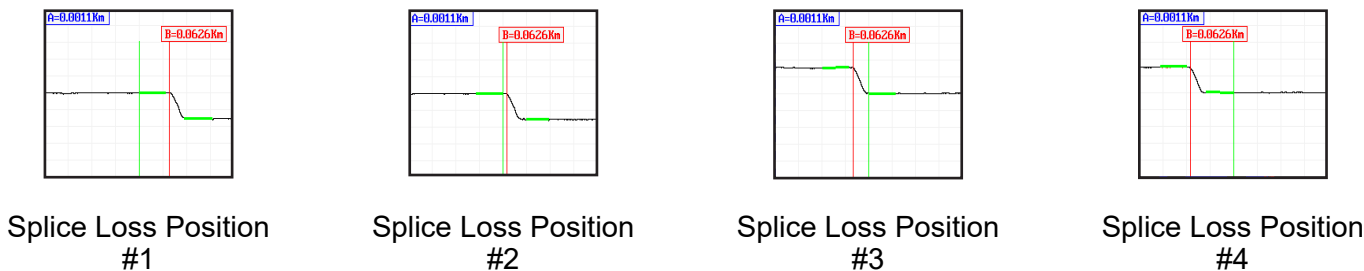 A=0.0011Km
B=0.0626Km
A=0.0011Km
B=0.0626Km
A=0.0011Km
B=0.0626Km
A=0.0011Km
B=0.0626Km
Splice Loss Position
#1
Splice Loss Position
#2
Splice Loss Position
#3
Splice Loss Position
#4